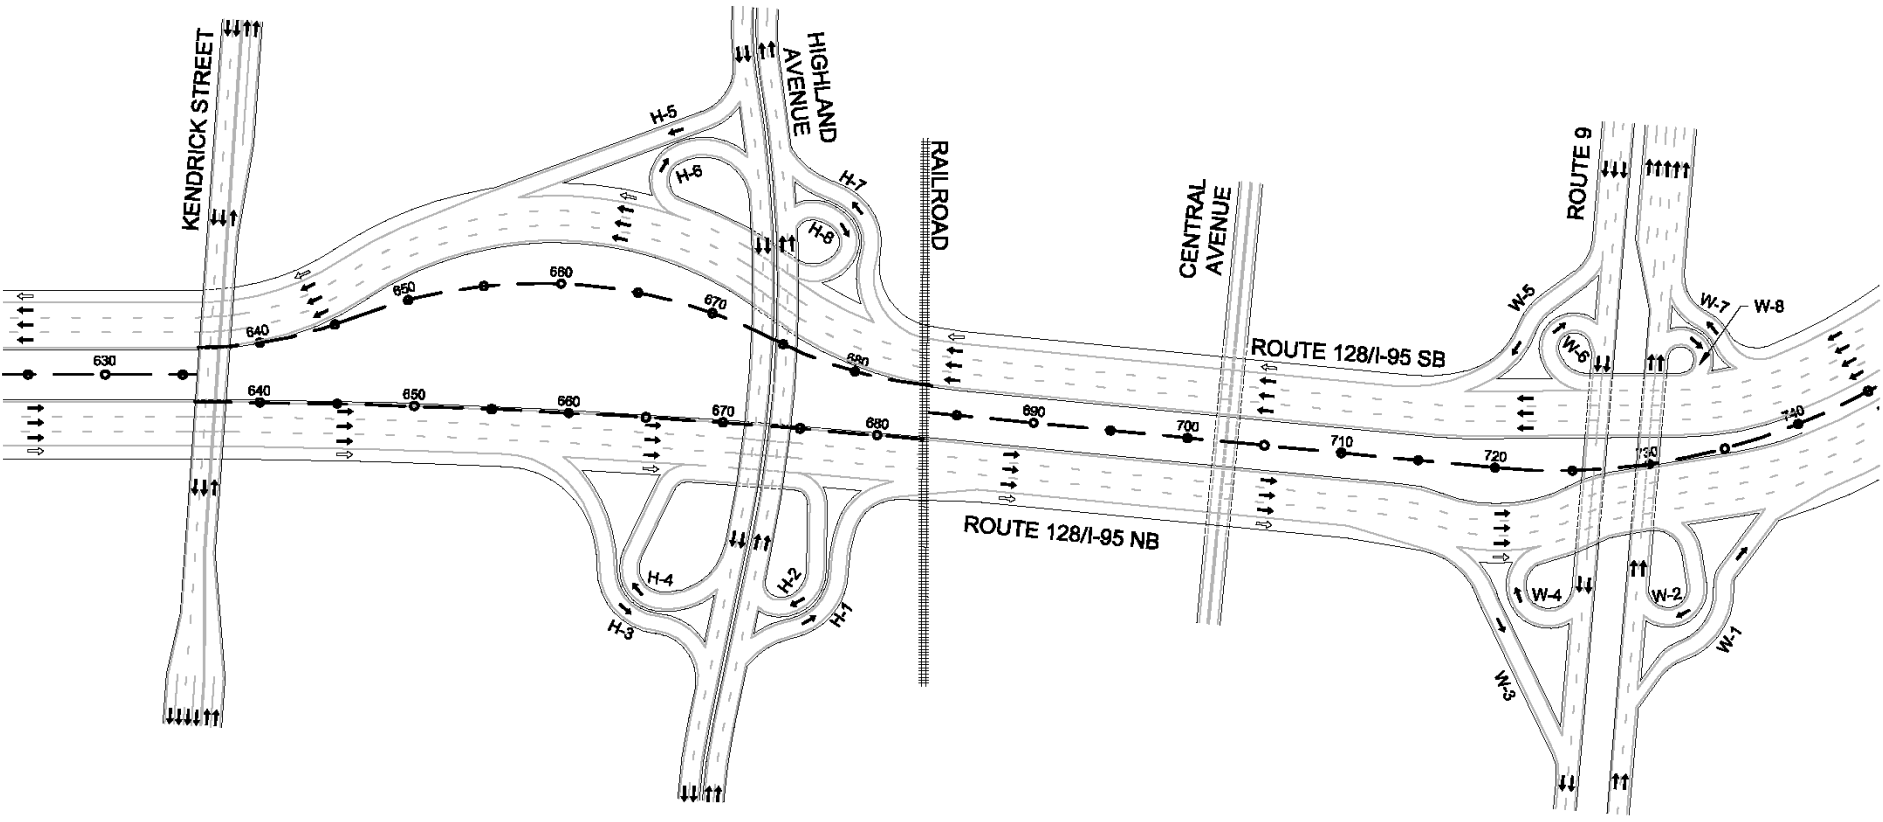 KENDRICK STREET
HIGHLAND
AVENUE
RAILROAD
CENTRAL
AVENUE
ROUTE 9
H-5
H-6
H-7
H-8
W-5
W-6
W-7
W-8
630
640
650
660
670
680
640
650
660
670
680
690
700
710
720
730
740
ROUTE 128/I-95 SB
ROUTE 128/I-95 NB
H-4
H-2
H-3
H-1
W-4
W-2
W-3
W-1